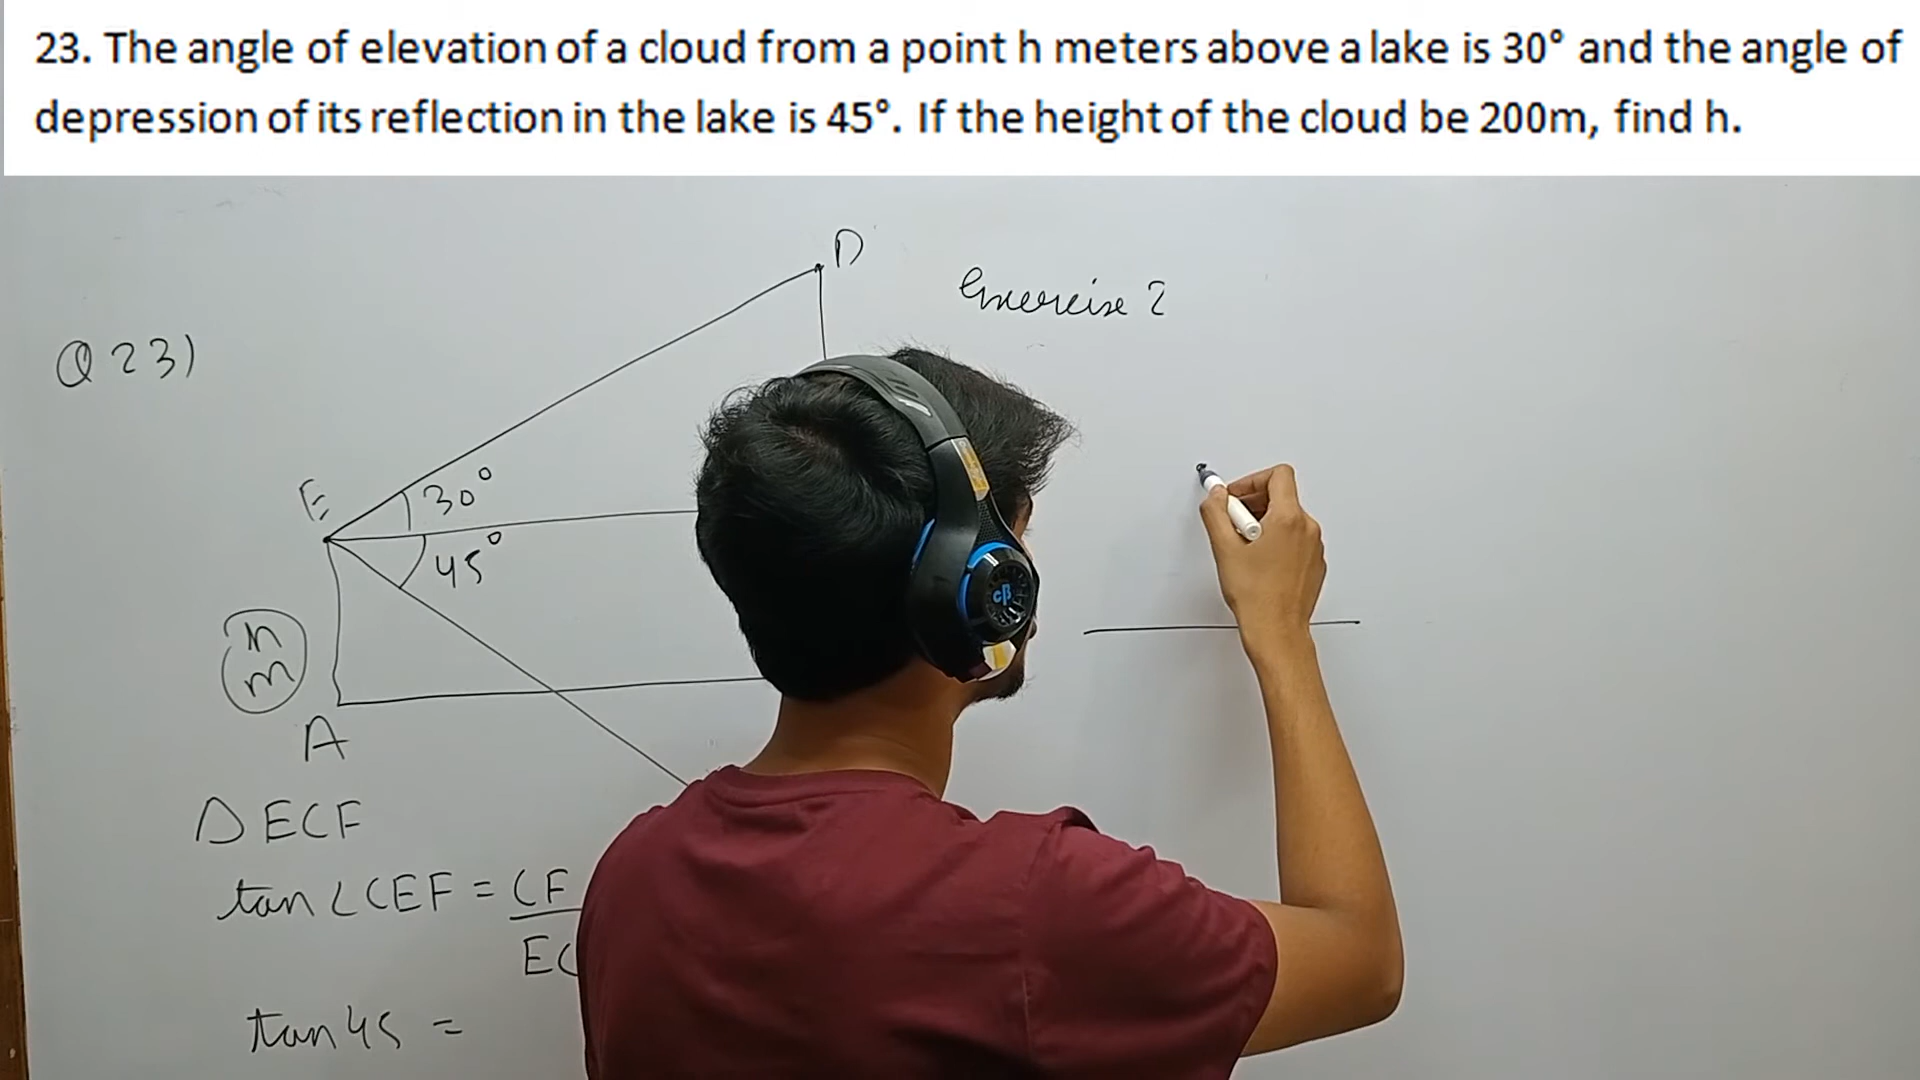 23. The angle of elevation of a cloud from a point h meters above a lake is 30° and the angle of
depression of its reflection in the lake is 45°. If the height of the cloud be 200m, find h.
D
Exercise 2
Q 23)
E
30°
45°
h
m
A
Δ ECF
tan ∠CEF = CF
EC
tan 45 =
cβ